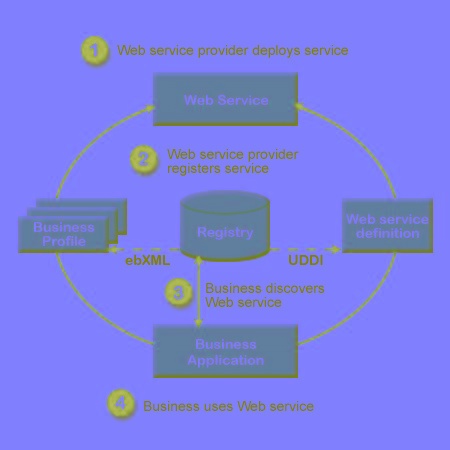 1 Web service provider deploys service
Web Service
2 Web service provider
registers service
Business
Profile
Registry
Web service
definition
ebXML
UDDI
3 Business discovers
Web service
Business
Application
4 Business uses Web service